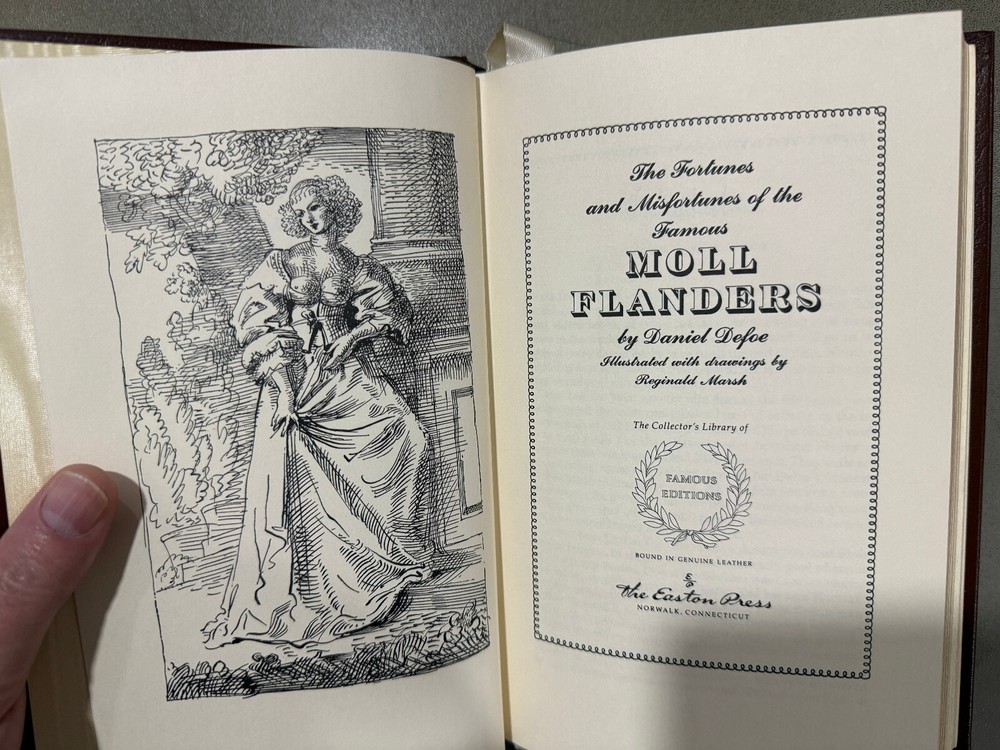 The Fortunes
and Misfortunes of the
Famous
MOLL
FLANDERS
by Daniel Defoe
Illustrated with drawings by
Reginald Marsh
The Collector's Library of
FAMOUS
EDITIONS
BOUND IN GENUINE LEATHER
The Easton Press
NORWALK, CONNECTICUT